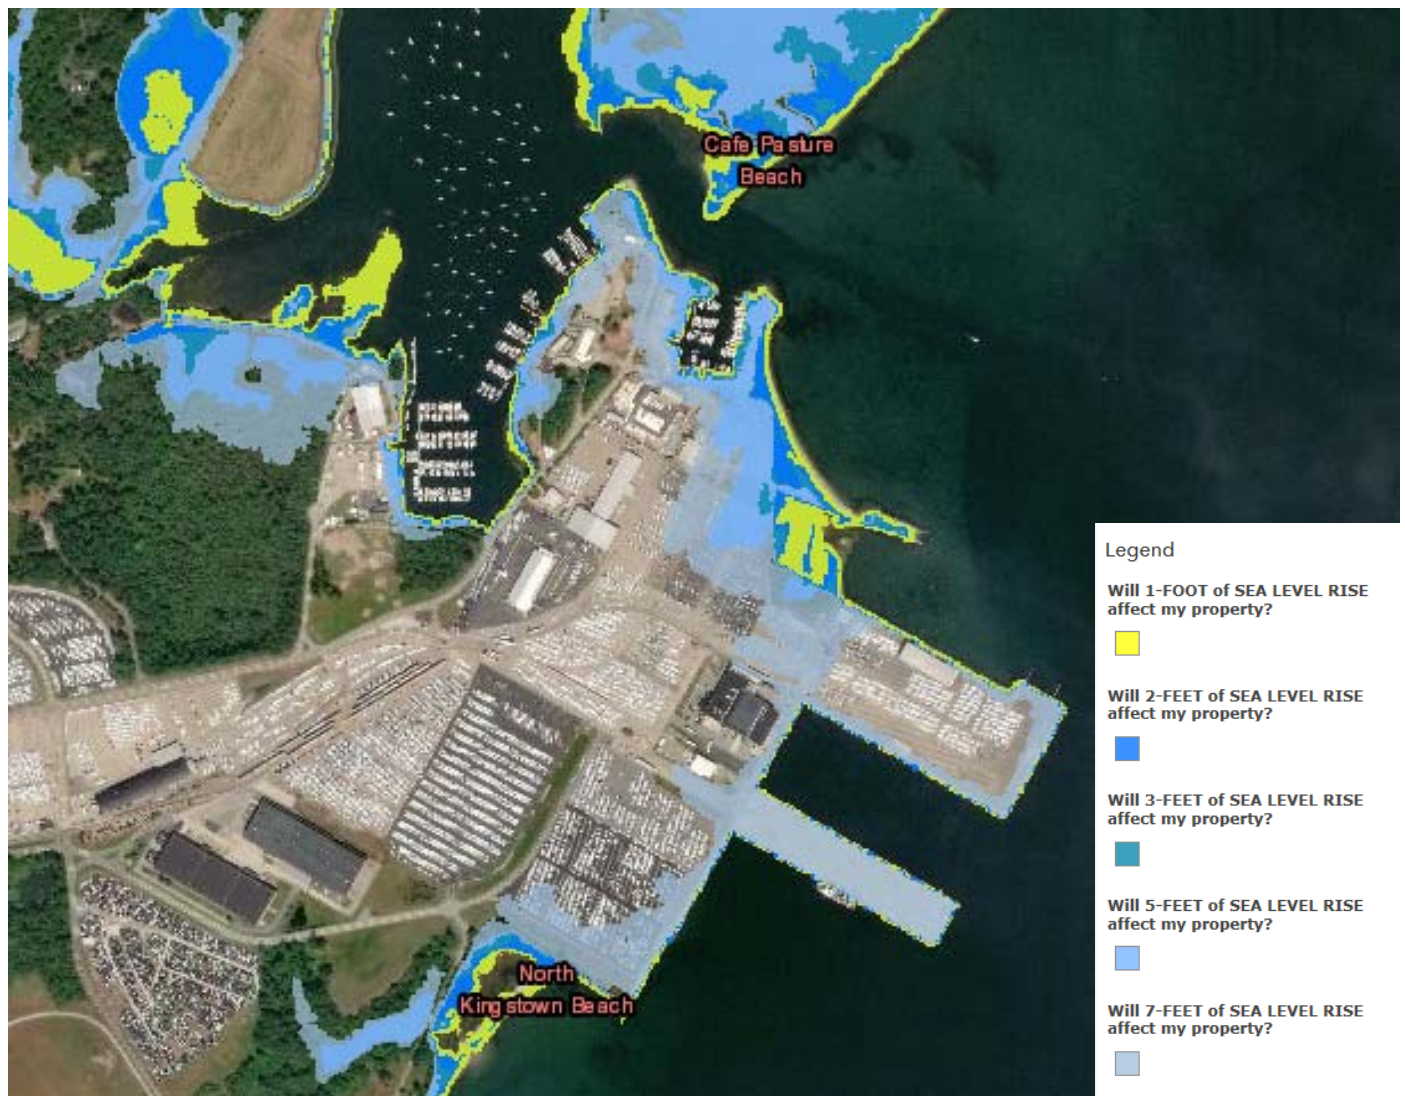 Cafe Pasture
Beach
North
Kingstown Beach
Legend
Will 1-FOOT of SEA LEVEL RISE
affect my property?
Will 2-FEET of SEA LEVEL RISE
affect my property?
Will 3-FEET of SEA LEVEL RISE
affect my property?
Will 5-FEET of SEA LEVEL RISE
affect my property?
Will 7-FEET of SEA LEVEL RISE
affect my property?